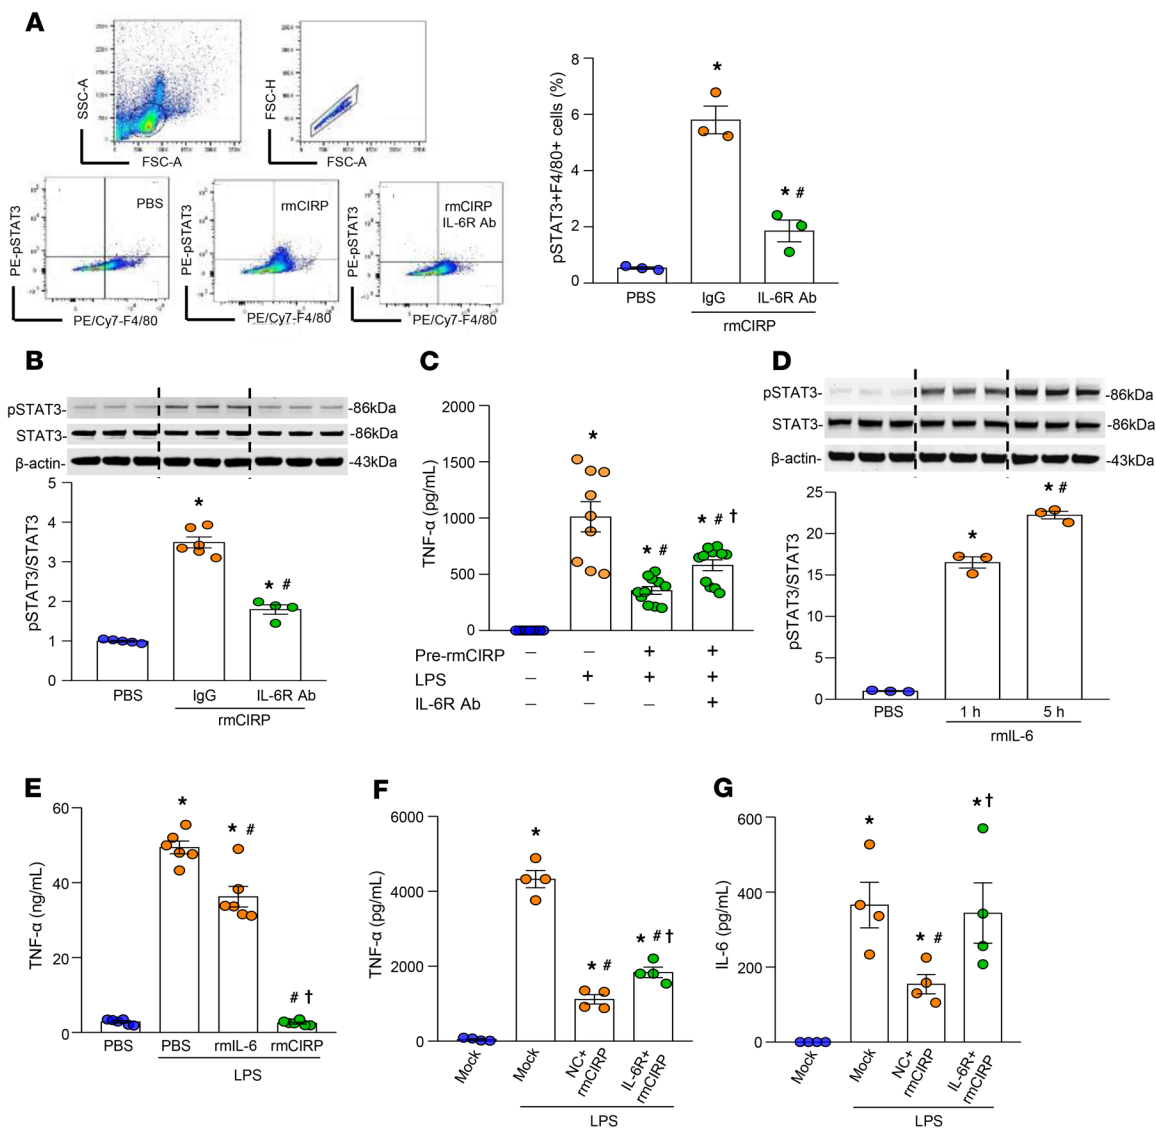 A
SSC-A
FSC-A
FSC-H
FSC-A
PE-pSTAT3
PBS
PE/Cy7-F4/80
PE-pSTAT3
rmCIRP
PE/Cy7-F4/80
PE-pSTAT3
rmCIRP
IL-6R Ab
PE/Cy7-F4/80
pSTAT3+F4/80+ cells (%)
8
6
4
2
0
*
* #
PBS
IgG
IL-6R Ab
rmCIRP
B
pSTAT3-
-86kDa
STAT3-
-86kDa
β-actin-
-43kDa
pSTAT3/STAT3
5
4
3
2
1
0
*
* #
PBS
IgG
IL-6R Ab
rmCIRP
C
TNF-α (pg/mL)
2000
1500
1000
500
0
*
* #
* # †
Pre-rmCIRP – – + +
LPS – + + +
IL-6R Ab – – – +
D
pSTAT3-
-86kDa
STAT3-
-86kDa
β-actin-
-43kDa
pSTAT3/STAT3
25
20
15
10
5
0
*
* #
PBS
1 h
5 h
rmIL-6
E
TNF-α (ng/mL)
60
40
20
0
*
* #
# †
PBS
PBS
rmIL-6
rmCIRP
LPS
F
TNF-α (pg/mL)
6000
4000
2000
0
*
* #
* # †
Mock
Mock
NC+
rmCIRP
IL-6R+
rmCIRP
LPS
G
IL-6 (pg/mL)
600
400
200
0
*
* #
* †
Mock
Mock
NC+
rmCIRP
IL-6R+
rmCIRP
LPS